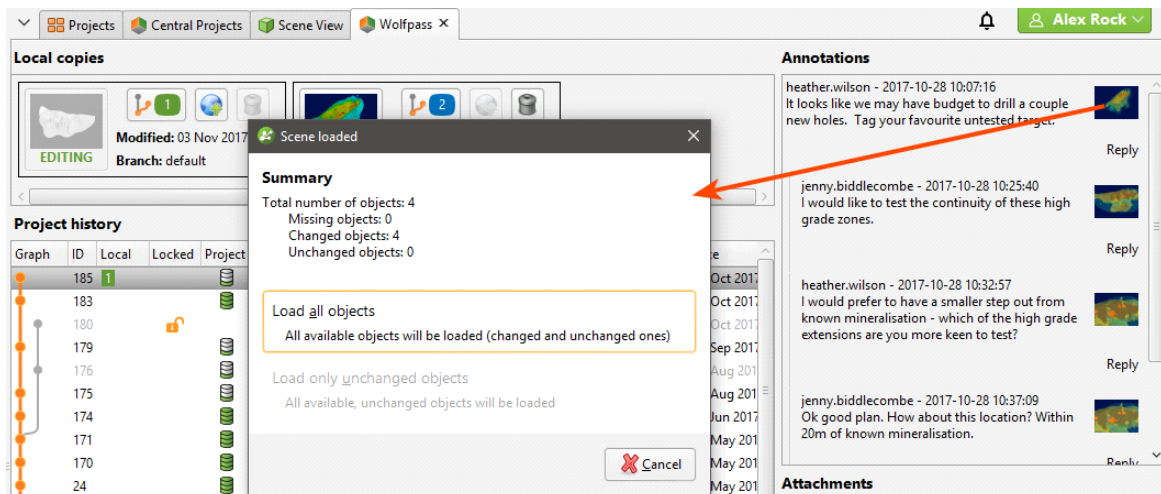 Projects
Central Projects
Scene View
Wolfpass
Alex Rock
Local copies
1
2
Modified: 03 Nov 2017
EDITING
Branch: default
Project history
Graph ID Local Locked Project
185 1 Oct 2017
183 Oct 2017
180 Oct 2017
179 Sep 2017
176 Aug 201
175 Aug 201
174 Jun 2017
171 May 201
170 May 201
24 May 201
Scene loaded
Summary
Total number of objects: 4
Missing objects: 0
Changed objects: 4
Unchanged objects: 0
Load all objects
All available objects will be loaded (changed and unchanged ones)
Load only unchanged objects
All available, unchanged objects will be loaded
Cancel
Annotations
heather.wilson - 2017-10-28 10:07:16
It looks like we may have budget to drill a couple
new holes. Tag your favourite untested target.
Reply
jenny.biddlecombe - 2017-10-28 10:25:40
I would like to test the continuity of these high
grade zones.
Reply
heather.wilson - 2017-10-28 10:32:57
I would prefer to have a smaller step out from
known mineralisation - which of the high grade
extensions are you more keen to test?
Reply
jenny.biddlecombe - 2017-10-28 10:37:09
Ok good plan. How about this location? Within
20m of known mineralisation.
Reply
Attachments